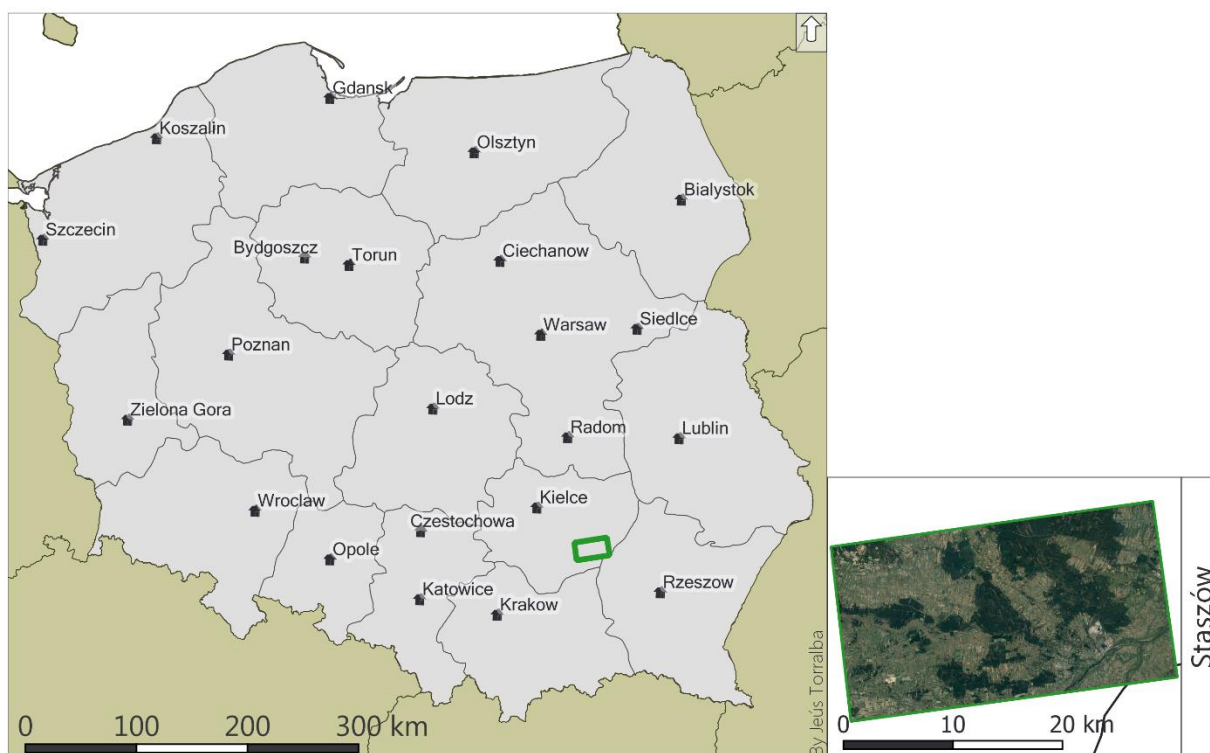 Gdansk
Koszalin
Olsztyn
Bialystok
Szczecin
Bydgoszcz
Torun
Ciechanow
Warsaw
Siedlce
Poznan
Zielona Gora
Lodz
Radom
Lublin
Wroclaw
Kielce
Czestochowa
Opole
Katowice
Krakow
Rzeszow
0 100 200 300 km
By Jeús Torralba
Staszów
0 10 20 km